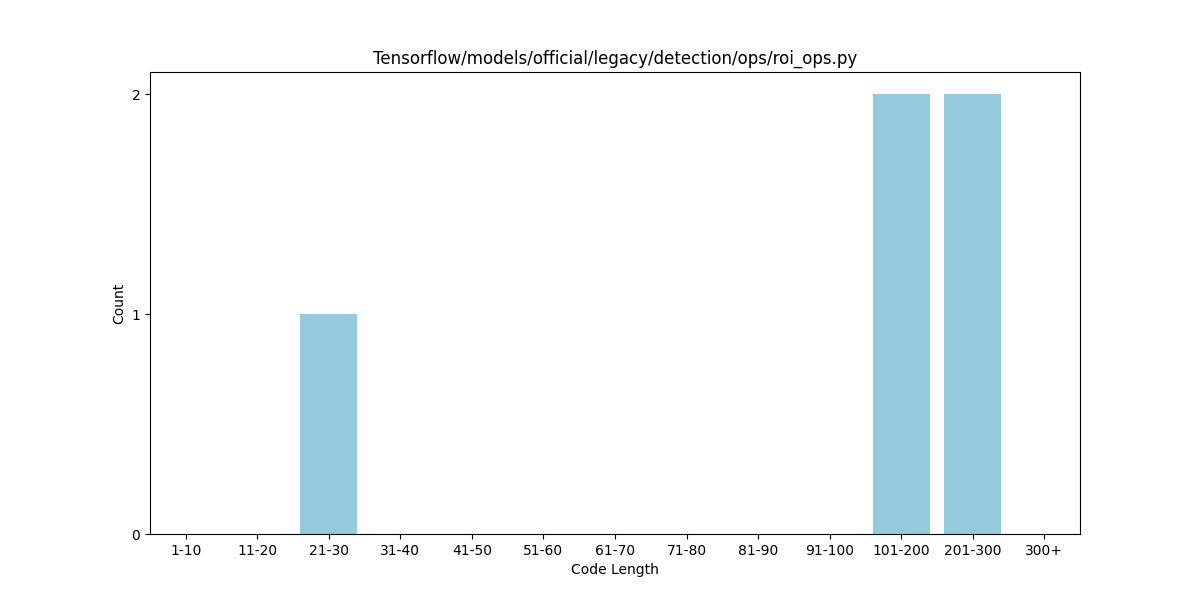 Tensorflow/models/official/legacy/detection/ops/roi_ops.py
2
1
0
Count
1-10 11-20 21-30 31-40 41-50 51-60 61-70 71-80 81-90 91-100 101-200 201-300 300+
Code Length